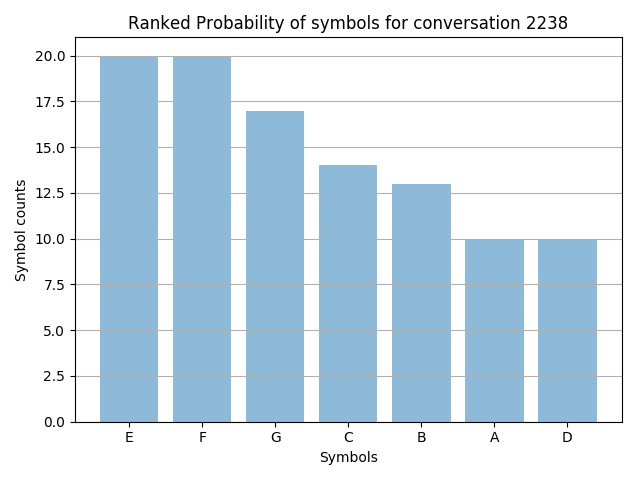 Ranked Probability of symbols for conversation 2238
Symbol counts
20.0
17.5
15.0
12.5
10.0
7.5
5.0
2.5
0.0
E F G C B A D
Symbols